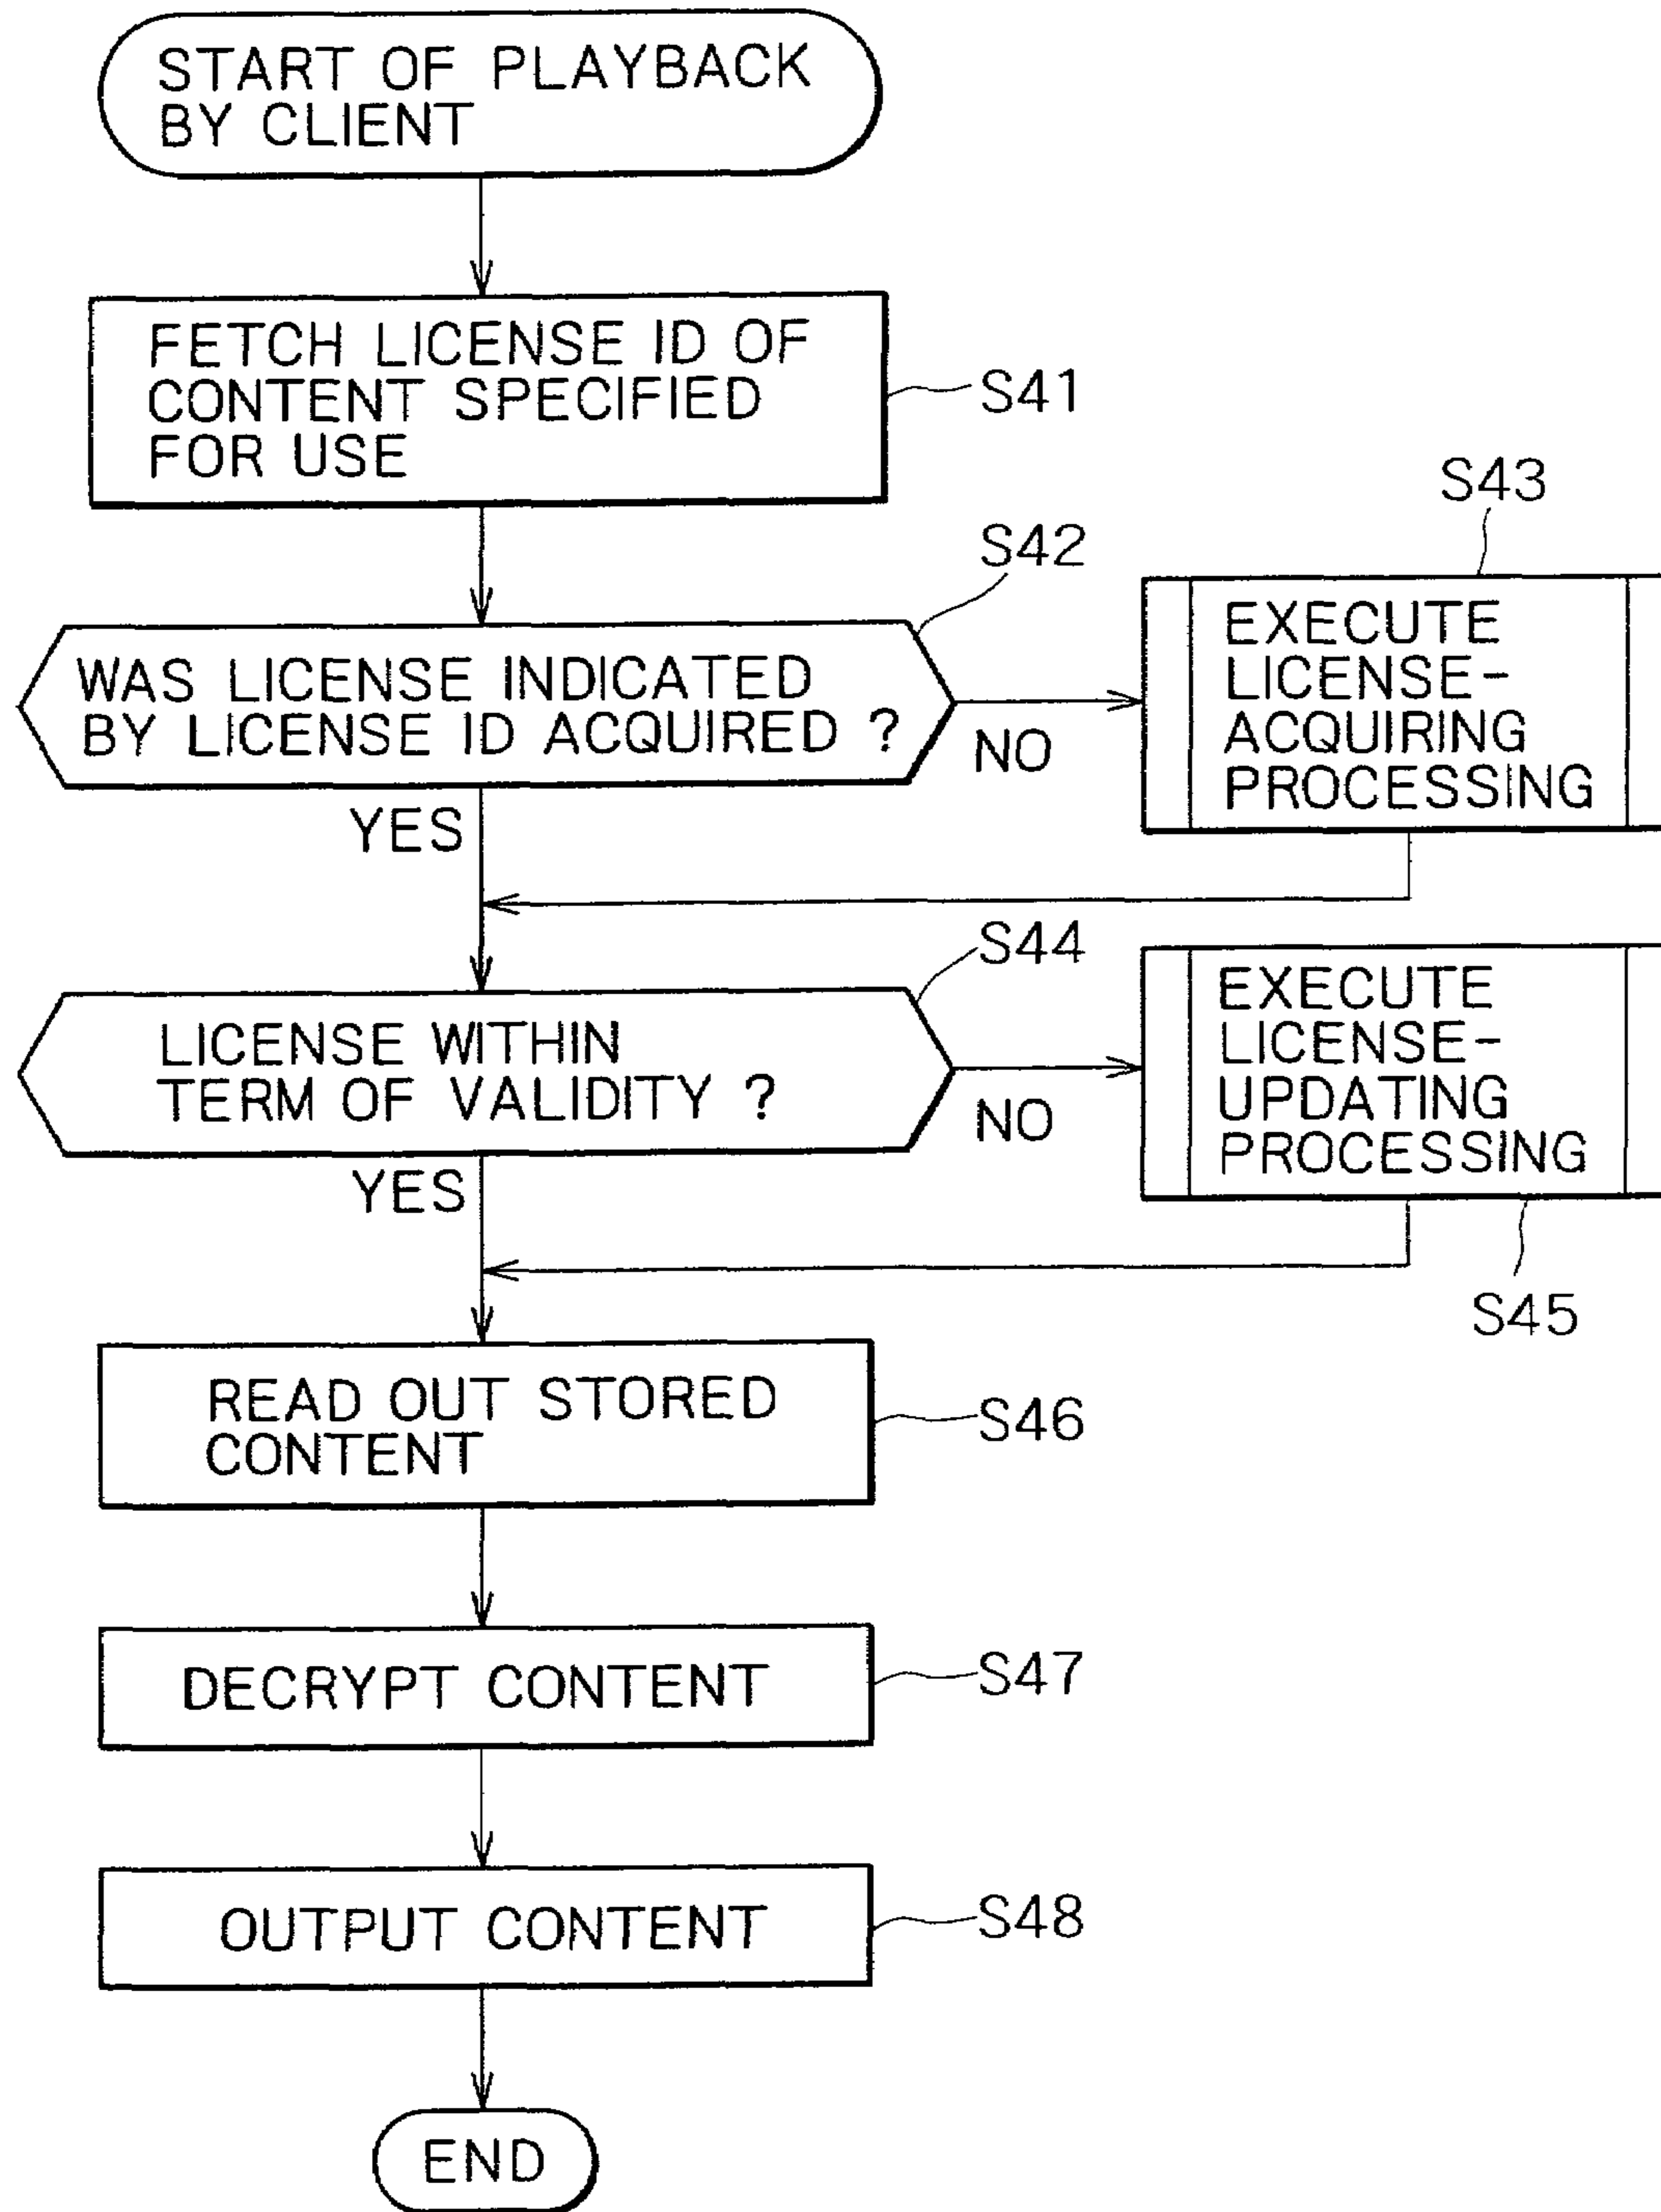 START OF PLAYBACK
BY CLIENT
FETCH LICENSE ID OF
CONTENT SPECIFIED
FOR USE
S41
S42
WAS LICENSE INDICATED
BY LICENSE ID ACQUIRED ?
NO
YES
S43
EXECUTE
LICENSE-
ACQUIRING
PROCESSING
S44
LICENSE WITHIN
TERM OF VALIDITY ?
NO
YES
EXECUTE
LICENSE-
UPDATING
PROCESSING
S45
READ OUT STORED
CONTENT
S46
DECRYPT CONTENT
S47
OUTPUT CONTENT
S48
END